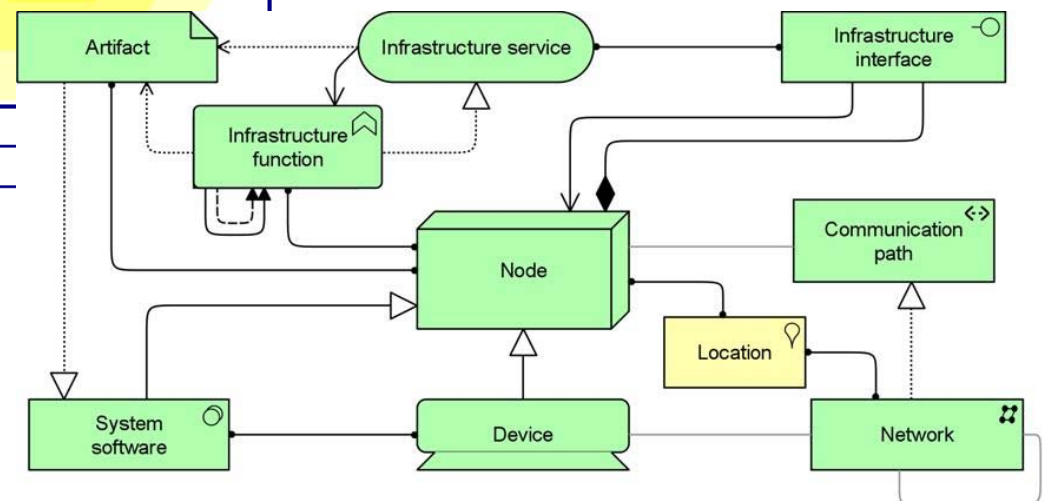 Artifact
Infrastructure service
Infrastructure
interface
Infrastructure
function
Communication
path
Node
Location
System
software
Device
Network